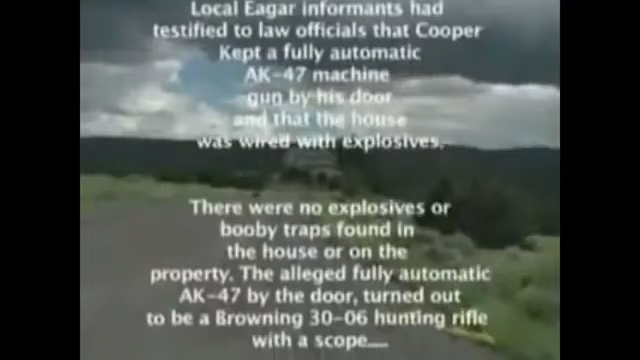 Local Eagar informants had
testified to law officials that Cooper
Kept a fully automatic
AK-47 machine
gun by his door
and that the house
was wired with explosives.
There were no explosives or
booby traps found in
the house or on the
property. The alleged fully automatic
AK-47 by the door, turned out
to be a Browning 30-06 hunting rifle
with a scope....